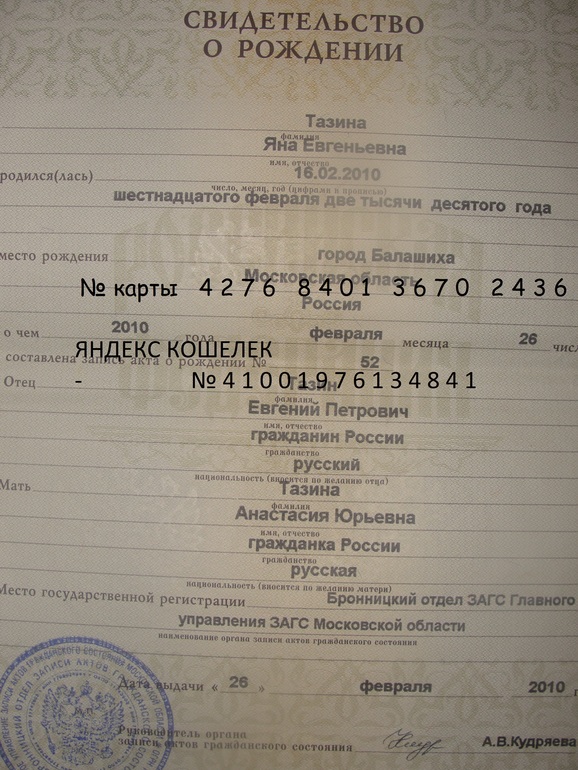 СВИДЕТЕЛЬСТВО
О РОЖДЕНИИ
Тазина
фамилия
Яна Евгеньевна
имя, отчество
родился(лась) 16.02.2010
число, месяц, год (цифрами и прописью)
шестнадцатого февраля две тысячи десятого года
место рождения город Балашиха
Московская область
№ карты 4276 8401 3670 2436
Россия
о чем 2010 года февраля месяца 26 числ
ЯНДЕКС КОШЕЛЕК
составлена запись акта о рождении № 52
Отец Тазин
- №41001976134841
фамилия
Евгений Петрович
имя, отчество
гражданин России
гражданство
русский
национальность (вносится по желанию отца)
Мать Тазина
фамилия
Анастасия Юрьевна
имя, отчество
гражданка России
гражданство
русская
национальность (вносится по желанию матери)
Место государственной регистрации Бронницкий отдел ЗАГС Главного
управления ЗАГС Московской области
наименование органа записи актов гражданского состояния
Дата выдачи « 26 » февраля 2010 г
Руководитель органа
записи актов гражданского состояния А.В.Кудряева